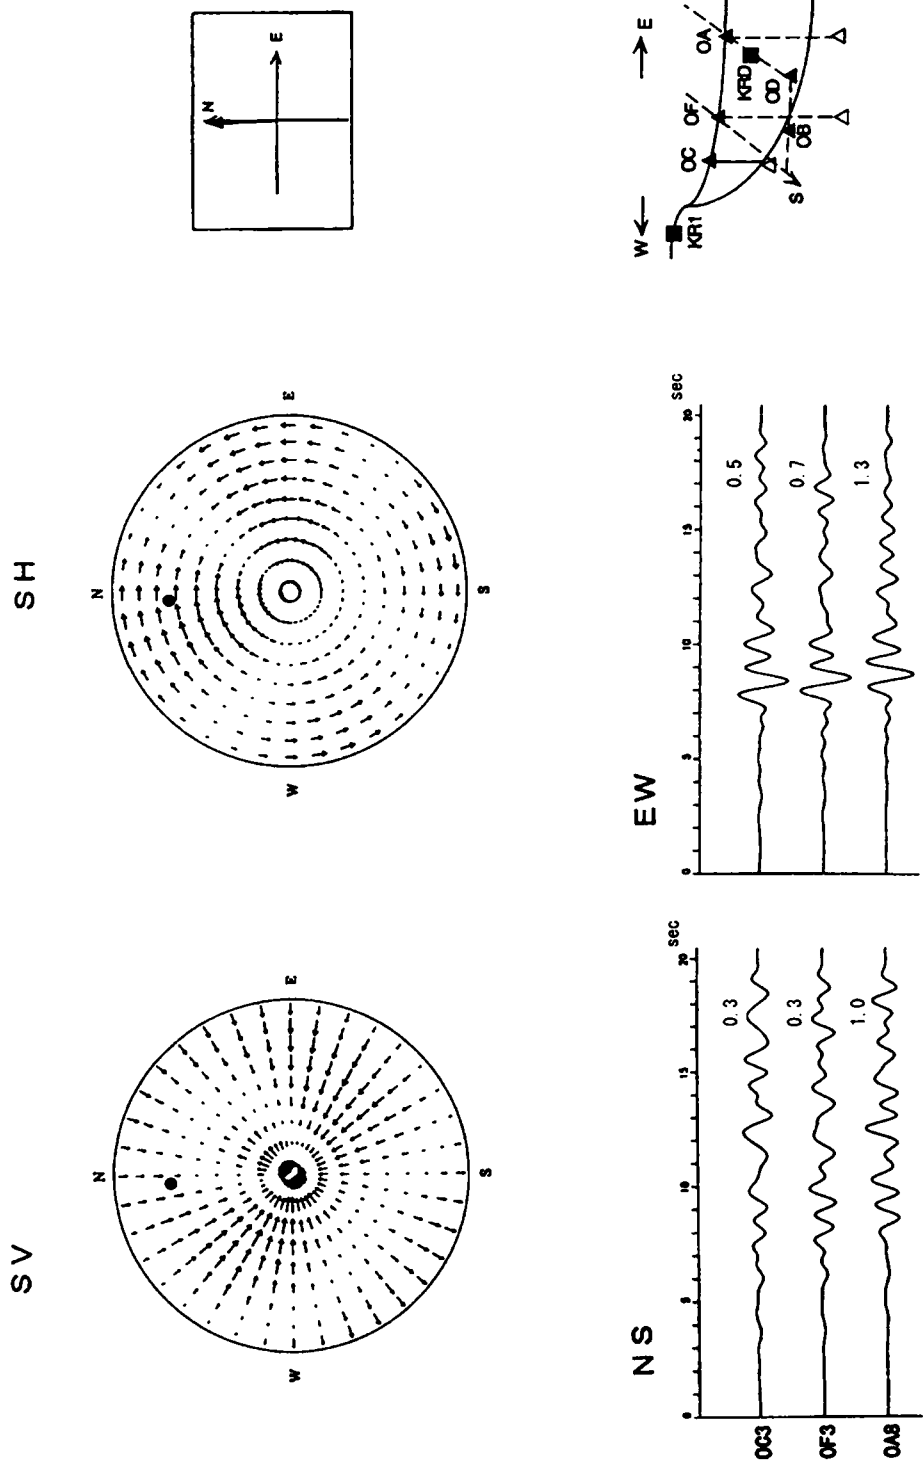 SV
SH
N
W
E
S
N
W
E
S
N
E
NS
EW
0 5 10 15 20 sec
0 5 10 15 20 sec
OC3
0.3
0.5
OF3
0.3
0.7
OA8
1.0
1.3
W
E
KR1
OC
OF
OA
KRD
OD
OB
S